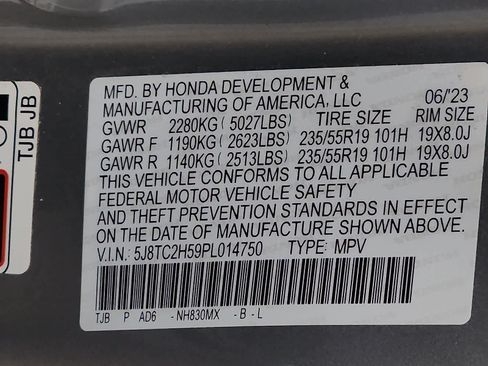 TJB JB
MFD. BY HONDA DEVELOPMENT &
MANUFACTURING OF AMERICA, LLC 06/23
GVWR 2280KG (5027LBS) TIRE SIZE RIM SIZE
GAWR F 1190KG (2623LBS) 235/55R19 101H 19X8.0J
GAWR R 1140KG (2513LBS) 235/55R19 101H 19X8.0J
THIS VEHICLE CONFORMS TO ALL APPLICABLE
FEDERAL MOTOR VEHICLE SAFETY
AND THEFT PREVENTION STANDARDS IN EFFECT
ON THE DATE OF MANUFACTURE SHOWN ABOVE.
V.I.N.: 5J8TC2H59PL014750 TYPE: MPV
TJB P AD6 -NH830MX -B-L